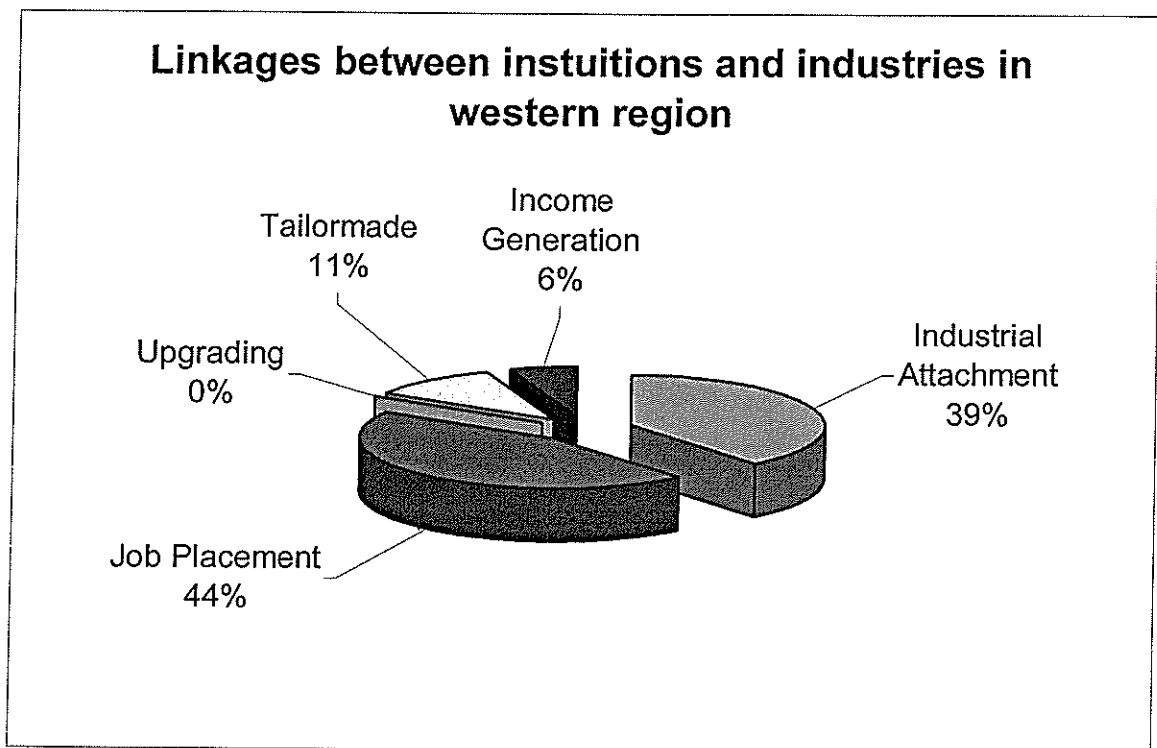 Linkages between instuitions and industries in
western region
Income
Generation
6%
Tailormade
11%
Upgrading
0%
Industrial
Attachment
39%
Job Placement
44%